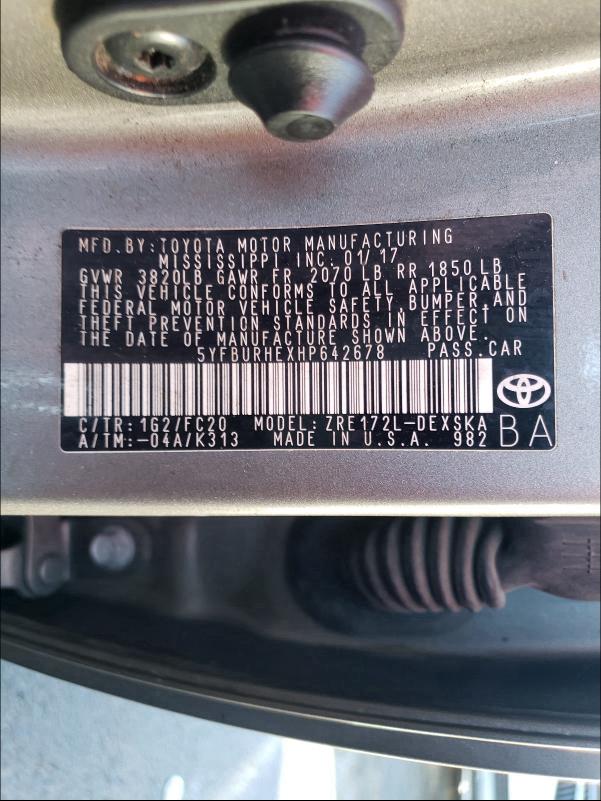 MFD. BY: TOYOTA MOTOR MANUFACTURING
MISSISSIPPI INC. 01/17
GVWR 3820LB GAWR FR 2070 LB RR 1850 LB
THIS VEHICLE CONFORMS TO ALL APPLICABLE
FEDERAL MOTOR VEHICLE SAFETY, BUMPER, AND
THEFT PREVENTION STANDARDS IN EFFECT ON
THE DATE OF MANUFACTURE SHOWN ABOVE.
5YFBURHEXHP642678 PASS. CAR
C/TR: 1G2/FC20 MODEL: ZRE172L-DEXSKA
A/TM:-04A/K313 MADE IN U.S.A. 982 BA